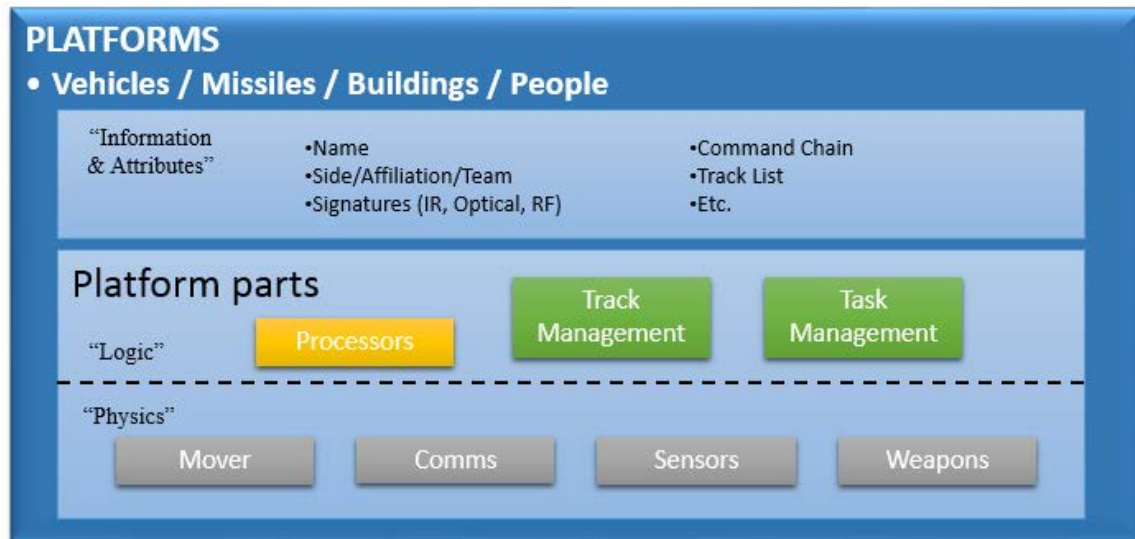 PLATFORMS
• Vehicles / Missiles / Buildings / People
“Information
& Attributes”
•Name
•Side/Affiliation/Team
•Signatures (IR, Optical, RF)
•Command Chain
•Track List
•Etc.
Platform parts
“Logic”
Processors
Track
Management
Task
Management
“Physics”
Mover
Comms
Sensors
Weapons